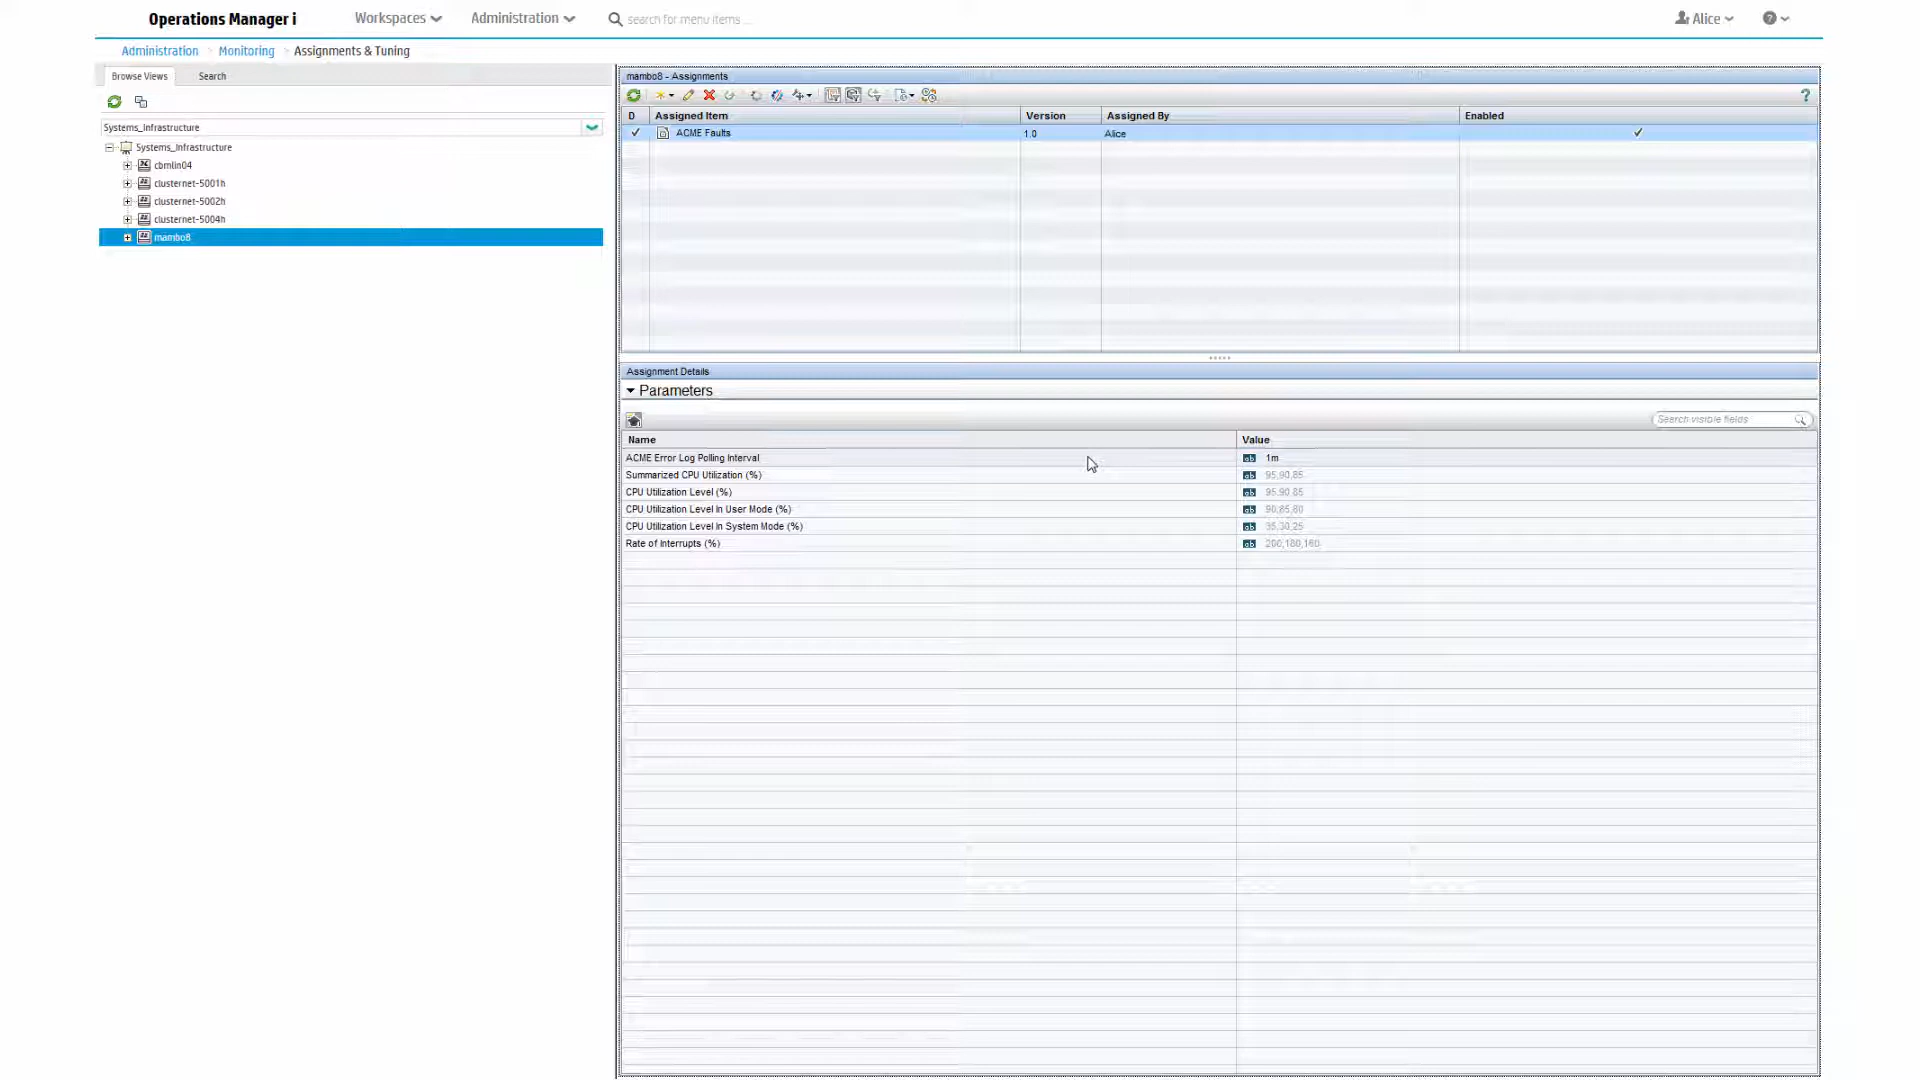 Operations Manager i
Workspaces
Administration
search for menu items ...
Alice
Administration > Monitoring > Assignments & Tuning
Browse Views
Search
Systems_Infrastructure
Systems_Infrastructure
cbmlin04
clusternet-5001h
clusternet-5002h
clusternet-5004h
mambo8
mambo8 - Assignments
D Assigned Item Version Assigned By Enabled
ACME Faults 1.0 Alice
Assignment Details
Parameters
Search visible fields
Name Value
ACME Error Log Polling Interval 1m
Summarized CPU Utilization (%) 95,90,85
CPU Utilization Level (%) 95,90,85
CPU Utilization Level In User Mode (%) 90,85,80
CPU Utilization Level In System Mode (%) 35,30,25
Rate of Interrupts (%) 200,180,160